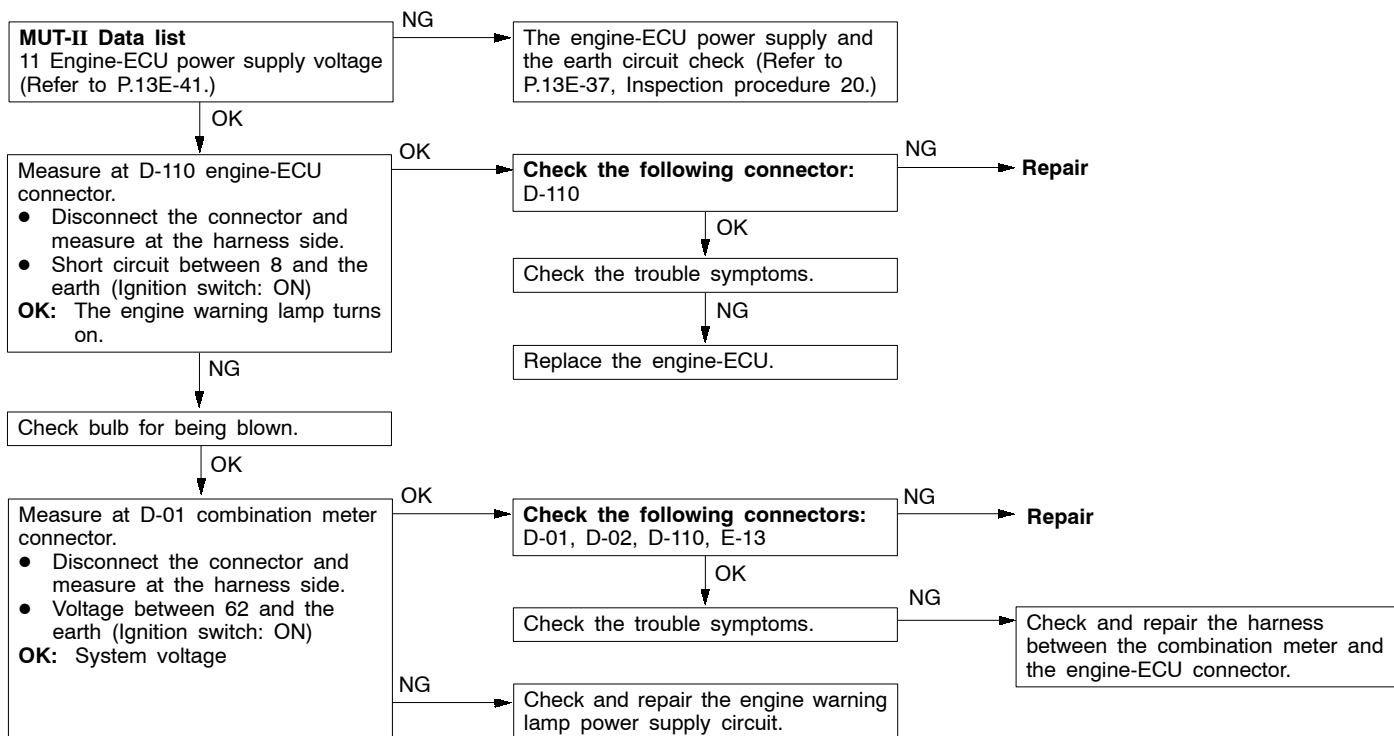 MUT-II Data list
11 Engine-ECU power supply voltage
(Refer to P.13E-41.)
NG
The engine-ECU power supply and
the earth circuit check (Refer to
P.13E-37, Inspection procedure 20.)
OK
Measure at D-110 engine-ECU
connector.
● Disconnect the connector and
measure at the harness side.
● Short circuit between 8 and the
earth (Ignition switch: ON)
OK: The engine warning lamp turns
on.
OK
Check the following connector:
D-110
NG
Repair
OK
Check the trouble symptoms.
NG
Replace the engine-ECU.
NG
Check bulb for being blown.
OK
Measure at D-01 combination meter
connector.
● Disconnect the connector and
measure at the harness side.
● Voltage between 62 and the
earth (Ignition switch: ON)
OK: System voltage
OK
Check the following connectors:
D-01, D-02, D-110, E-13
NG
Repair
OK
Check the trouble symptoms.
NG
Check and repair the harness
between the combination meter and
the engine-ECU connector.
NG
Check and repair the engine warning
lamp power supply circuit.